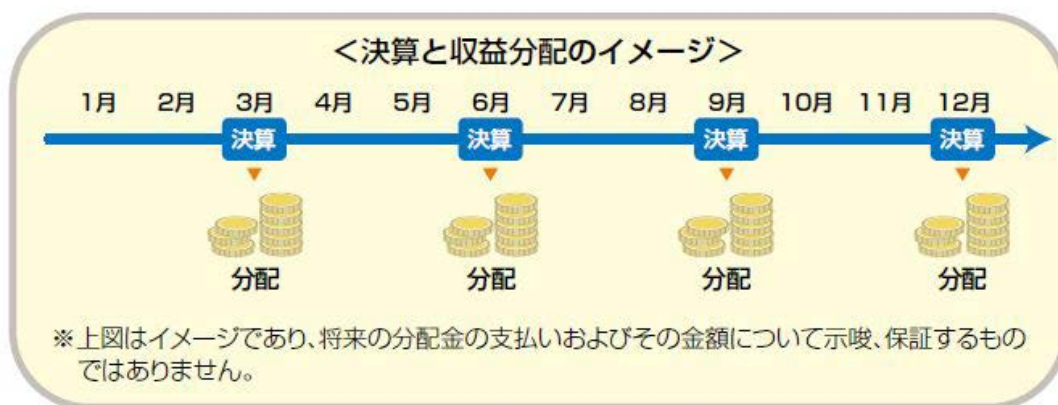 ＜決算と収益分配のイメージ＞
1月 2月 3月 4月 5月 6月 7月 8月 9月 10月 11月 12月
決算 決算 決算 決算
分配 分配 分配 分配
※上図はイメージであり、将来の分配金の支払いおよびその金額について示唆、保証するもの
ではありません。